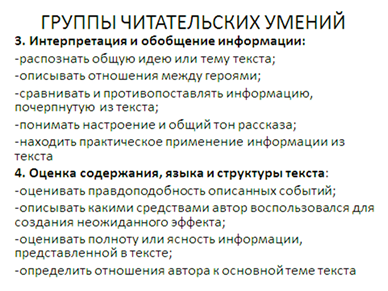 ГРУППЫ ЧИТАТЕЛЬСКИХ УМЕНИЙ
3. Интерпретация и обобщение информации:
-распознать общую идею или тему текста;
-описывать отношения между героями;
-сравнивать и противопоставлять информацию,
почерпнутую из текста;
-понимать настроение и общий тон рассказа;
-находить практическое применение информации из
текста
4. Оценка содержания, языка и структуры текста:
-оценивать правдоподобность описанных событий;
-описывать какими средствами автор воспользовался для
создания неожиданного эффекта;
-оценивать полноту или ясность информации,
представленной в тексте;
-определить отношения автора к основной теме текста